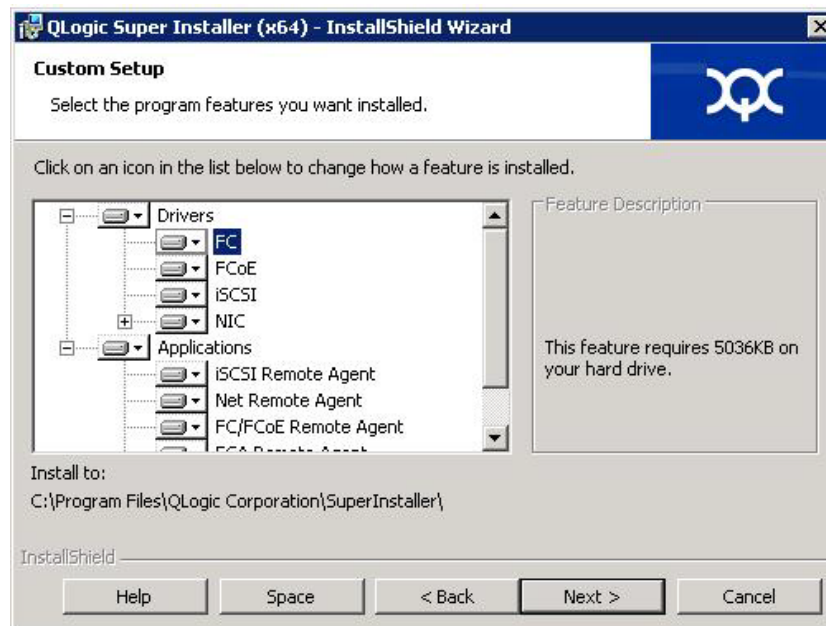 QLogic Super Installer (x64) - InstallShield Wizard
Custom Setup
Select the program features you want installed.
Click on an icon in the list below to change how a feature is installed.
Drivers
FC
FCoE
iSCSI
NIC
Applications
iSCSI Remote Agent
Net Remote Agent
FC/FCoE Remote Agent
Feature Description
This feature requires 5036KB on
your hard drive.
Install to:
C:\Program Files\QLogic Corporation\SuperInstaller\
InstallShield
Help
Space
< Back
Next >
Cancel